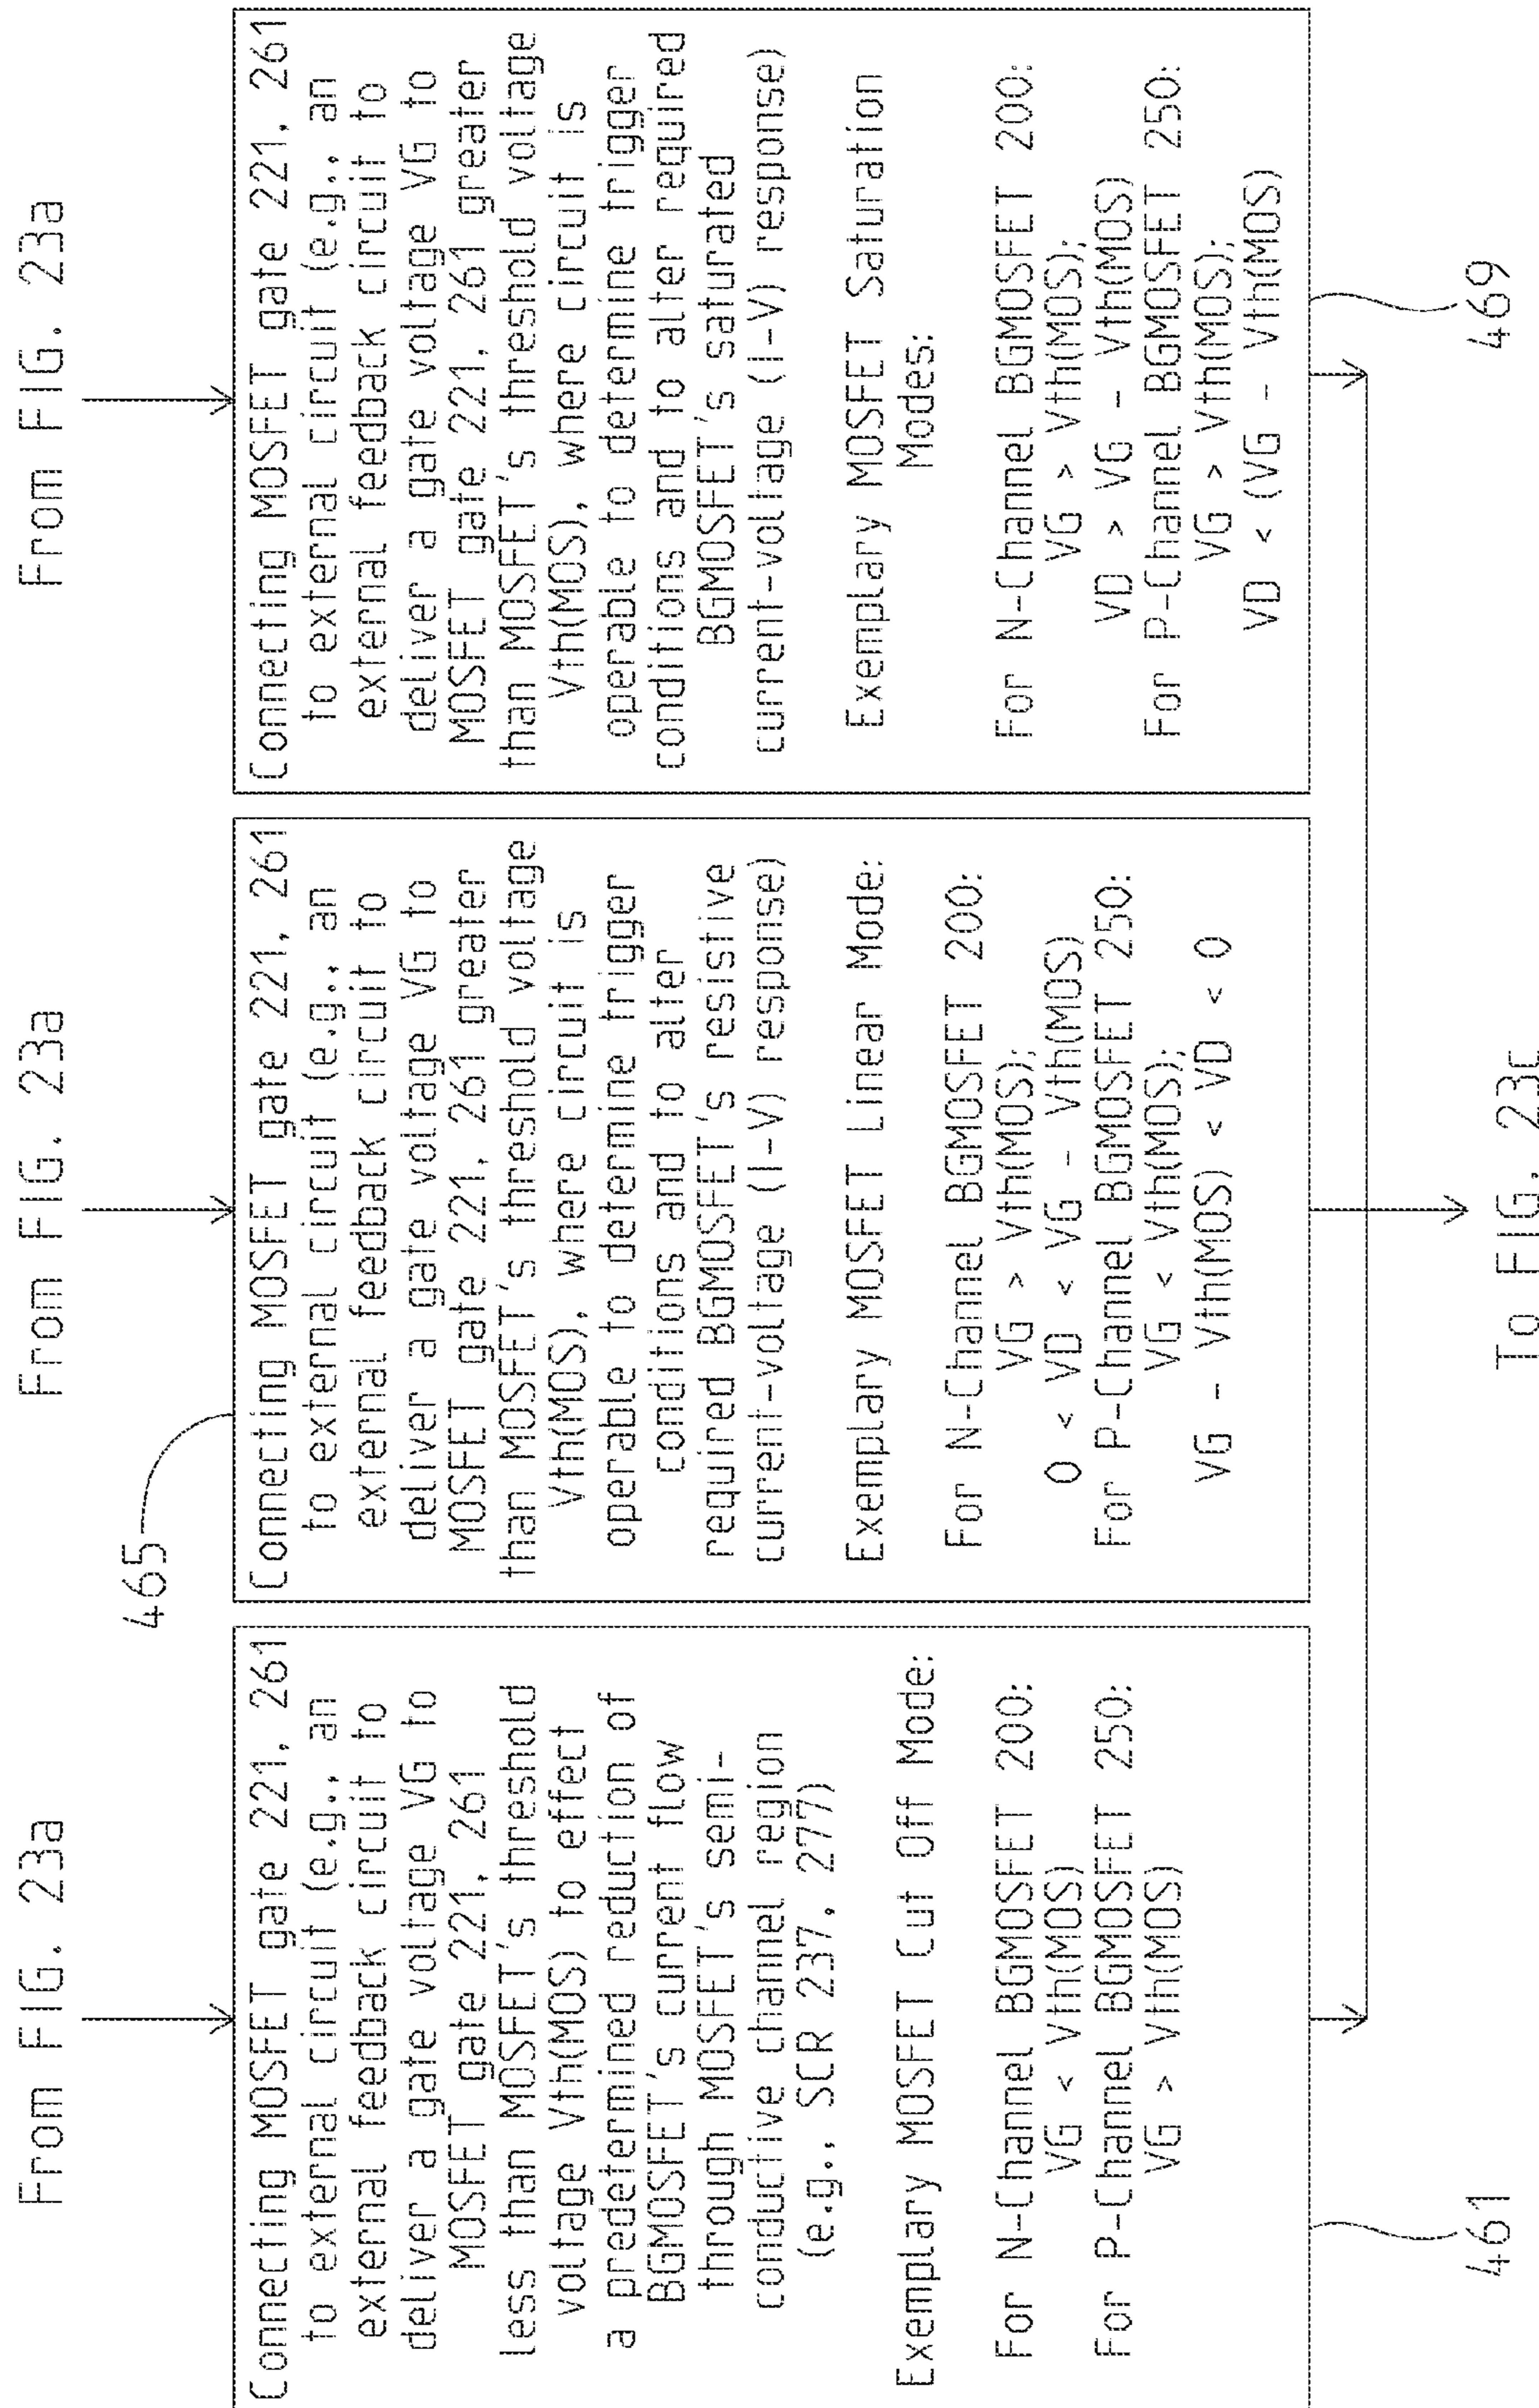 From FIG. 23a
Connecting MOSFET gate 221, 261
to external circuit (e.g., an
external feedback circuit to
deliver a gate voltage VG to
MOSFET gate 221, 261
less than MOSFET's threshold
voltage Vth(MOS) to effect
a predetermined reduction of
BGMOSFET's current flow
through MOSFET's semi-
conductive channel region
(e.g., SCR 237, 277)
Exemplary MOSFET Cut Off Mode:
For N-Channel BGMOSFET 200:
VG < Vth(MOS)
For P-Channel BGMOSFET 250:
VG > Vth(MOS)
461
From FIG. 23a
465
Connecting MOSFET gate 221, 261
to external circuit (e.g., an
external feedback circuit to
deliver a gate voltage VG to
MOSFET gate 221, 261 greater
than MOSFET's threshold voltage
Vth(MOS), where circuit is
operable to determine trigger
conditions and to alter
required BGMOSFET's resistive
current-voltage (I-V) response)
Exemplary MOSFET Linear Mode:
For N-Channel BGMOSFET 200:
VG > Vth(MOS);
0 < VD < VG - Vth(MOS)
For P-Channel BGMOSFET 250:
VG < Vth(MOS);
VG - Vth(MOS) < VD < 0
From FIG. 23a
Connecting MOSFET gate 221, 261
to external circuit (e.g., an
external feedback circuit to
deliver a gate voltage VG to
MOSFET gate 221, 261 greater
than MOSFET's threshold voltage
Vth(MOS), where circuit is
operable to determine trigger
conditions and to alter required
BGMOSFET's saturated
current-voltage (I-V) response)
Exemplary MOSFET Saturation
Modes:
For N-Channel BGMOSFET 200:
VG > Vth(MOS);
VD > VG - Vth(MOS)
For P-Channel BGMOSFET 250:
VG > Vth(MOS);
VD < (VG - Vth(MOS)
469
To FIG. 23c